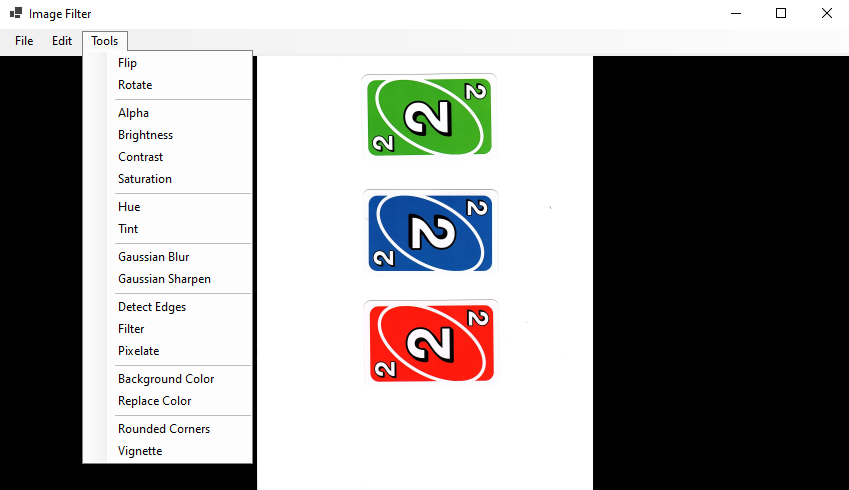 Image Filter
File Edit Tools
Flip
Rotate
Alpha
Brightness
Contrast
Saturation
Hue
Tint
Gaussian Blur
Gaussian Sharpen
Detect Edges
Filter
Pixelate
Background Color
Replace Color
Rounded Corners
Vignette
2
2
2
2
2
2
2
2
2